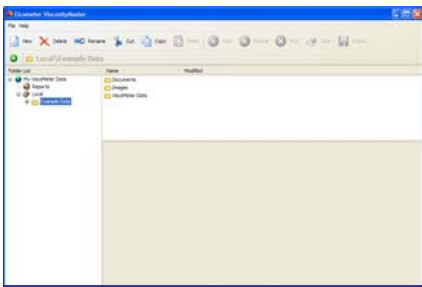 Elcometer ViscosityMaster
File Help
New Delete Rename Cut Copy Paste
Local\Example Data
Folder List
Name Modified
My ViscoMeter Data
Reports
Local
Example Data
Documents
Images
ViscoMeter Data